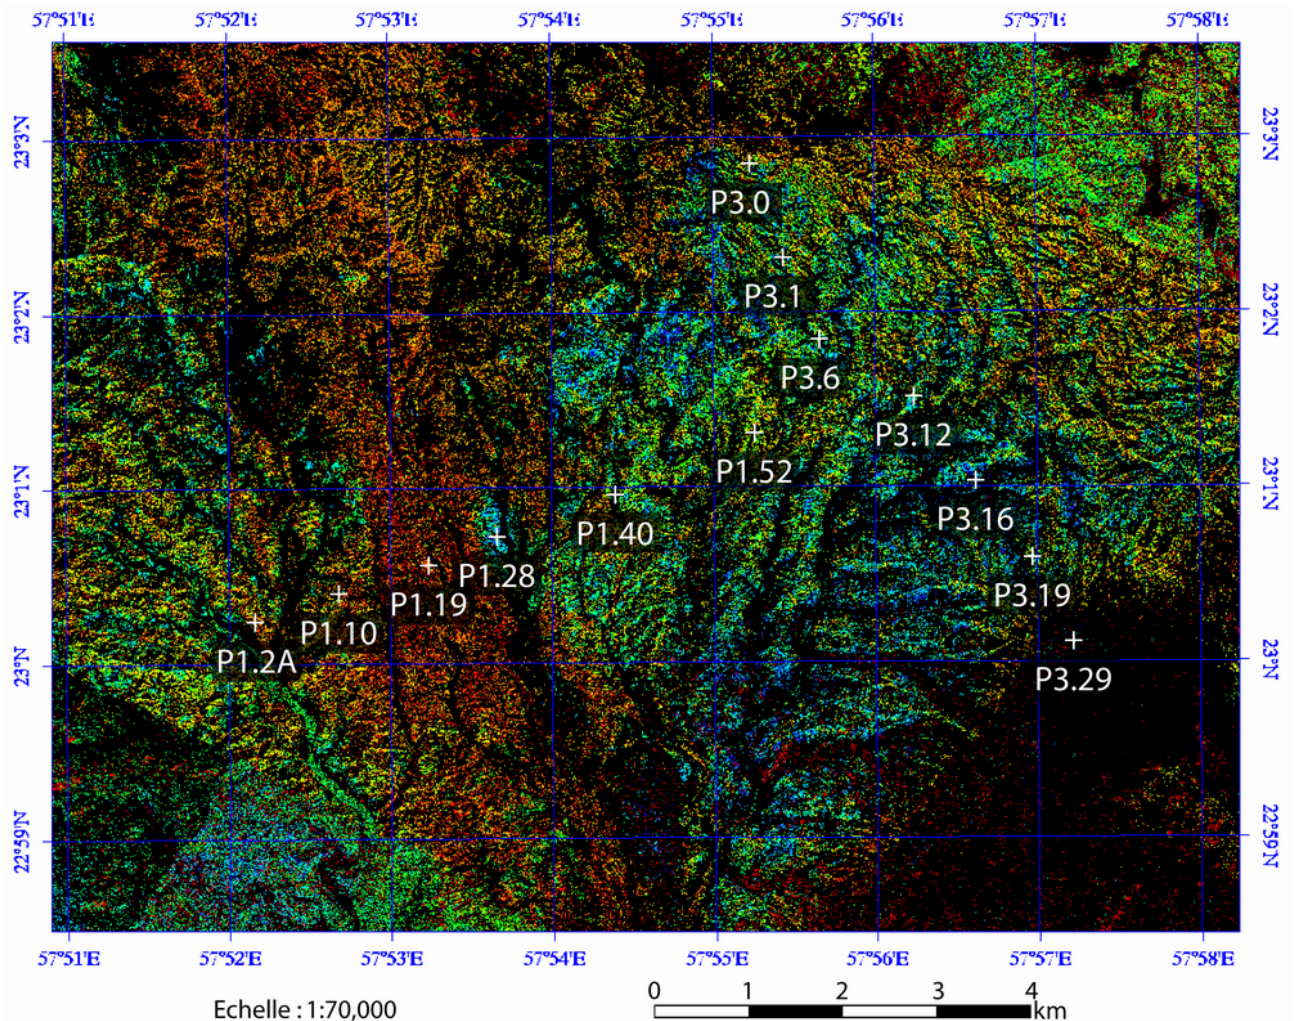 57°51'E 57°52'E 57°53'E 57°54'E 57°55'E 57°56'E 57°57'E 57°58'E
23°3'N 23°3'N
P3.0
P3.1
23°2'N 23°2'N
P3.6
P3.12
P1.52
23°1'N 23°1'N
P3.16
P1.40
P1.28
P3.19
P1.19
P1.10
P1.2A
23°N 23°N
P3.29
22°59'N 22°59'N
57°51'E 57°52'E 57°53'E 57°54'E 57°55'E 57°56'E 57°57'E 57°58'E
0 1 2 3 4
Echelle : 1:70,000 km